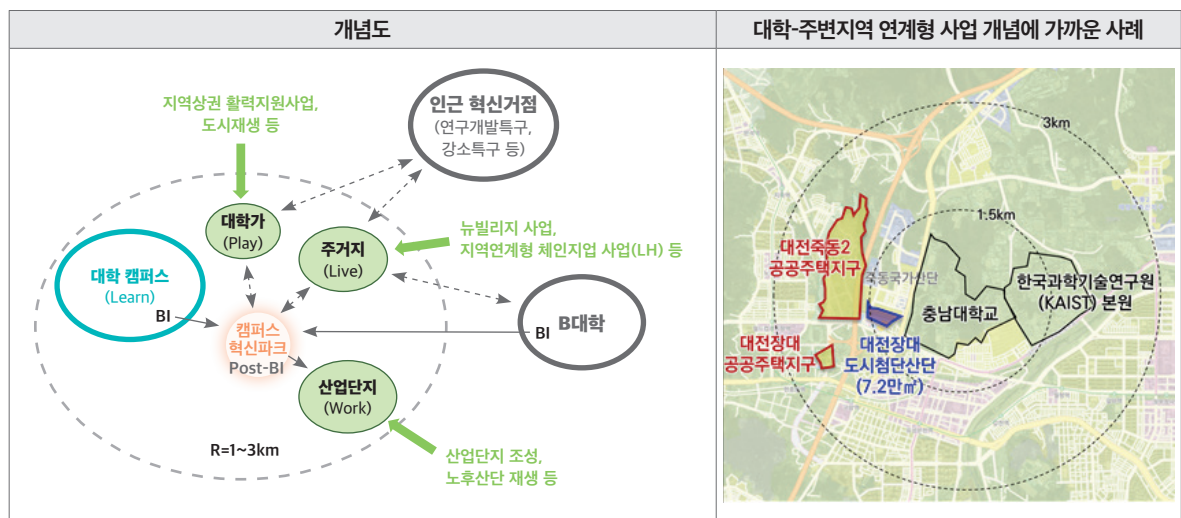 개념도
대학-주변지역 연계형 사업 개념에 가까운 사례
지역상권 활력지원사업,
도시재생 등
인근 혁신거점
(연구개발특구,
강소특구 등)
대학가
(Play)
주거지
(Live)
뉴빌리지 사업,
지역연계형 체인지업 사업(LH) 등
대학 캠퍼스
(Learn)
BI
캠퍼스
혁신파크
Post-BI
BI
B대학
산업단지
(Work)
R=1~3km
산업단지 조성,
노후산단 재생 등
3km
1.5km
대전죽동2
공공주택지구
죽동국가산단
한국과학기술연구원
(KAIST) 본원
충남대학교
대전장대
공공주택지구
대전장대
도시첨단산단
(7.2만㎡)